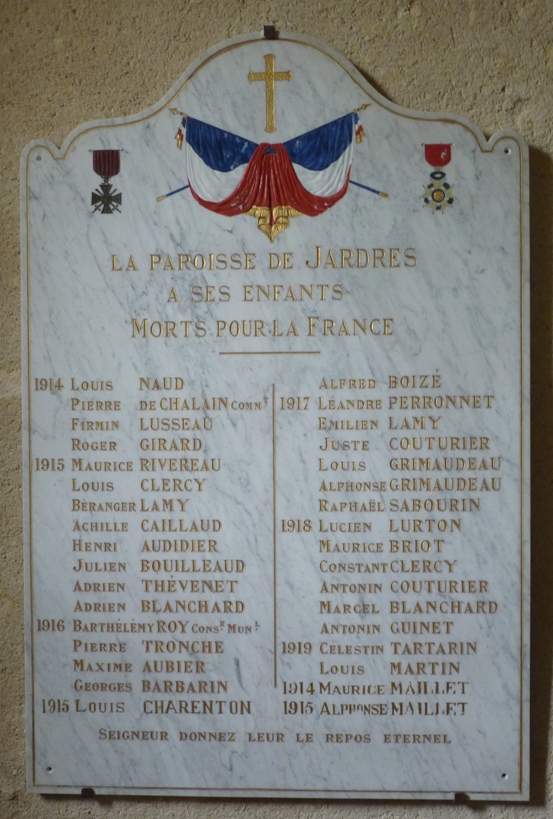 LA PAROISSE DE JARDRES
A SES ENFANTS
MORTS POUR LA FRANCE
1914 LOUIS NAUD
PIERRE DE CHALAIN COMMT
FIRMIN LUSSEAU
ROGER GIRARD
1915 MAURICE RIVEREAU
LOUIS CLERCY
BÉRANGER LAMY
ACHILLE CAILLAUD
HENRI AUDIDIER
JULIEN BOUILLEAUD
ADRIEN THÉVENET
ADRIEN BLANCHARD
1916 BARTHÉLÉMY ROY CONSER MUNL
PIERRE TRONCHE
MAXIME AUBIER
GEORGES BARBARIN
1915 LOUIS CHARENTON
ALFRED BOIZÉ
1917 LÉANDRE PERRONNET
EMILIEN LAMY
JUSTE COUTURIER
LOUIS GRIMAUDEAU
ALPHONSE GRIMAUDEAU
RAPHAËL SABOURIN
1918 LUCIEN LURTON
MAURICE BRIOT
CONSTANT CLERCY
ANTONIN COUTURIER
MARCEL BLANCHARD
ANTONIN GUINET
1919 CÉLESTIN TARTARIN
LOUIS MARTIN
1914 MAURICE MAILLET
1915 ALPHONSE MAILLET
SEIGNEUR DONNEZ LEUR LE REPOS ETERNEL